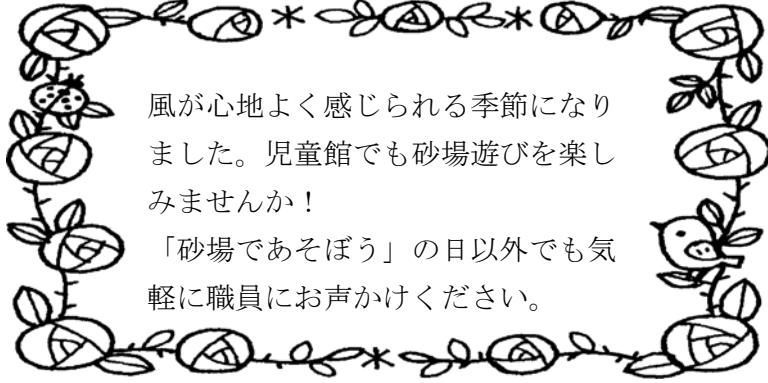 風が心地よく感じられる季節になり
ました。児童館でも砂場遊びを楽し
みませんか！
「砂場であそぼう」の日以外でも気
軽に職員にお声かけください。